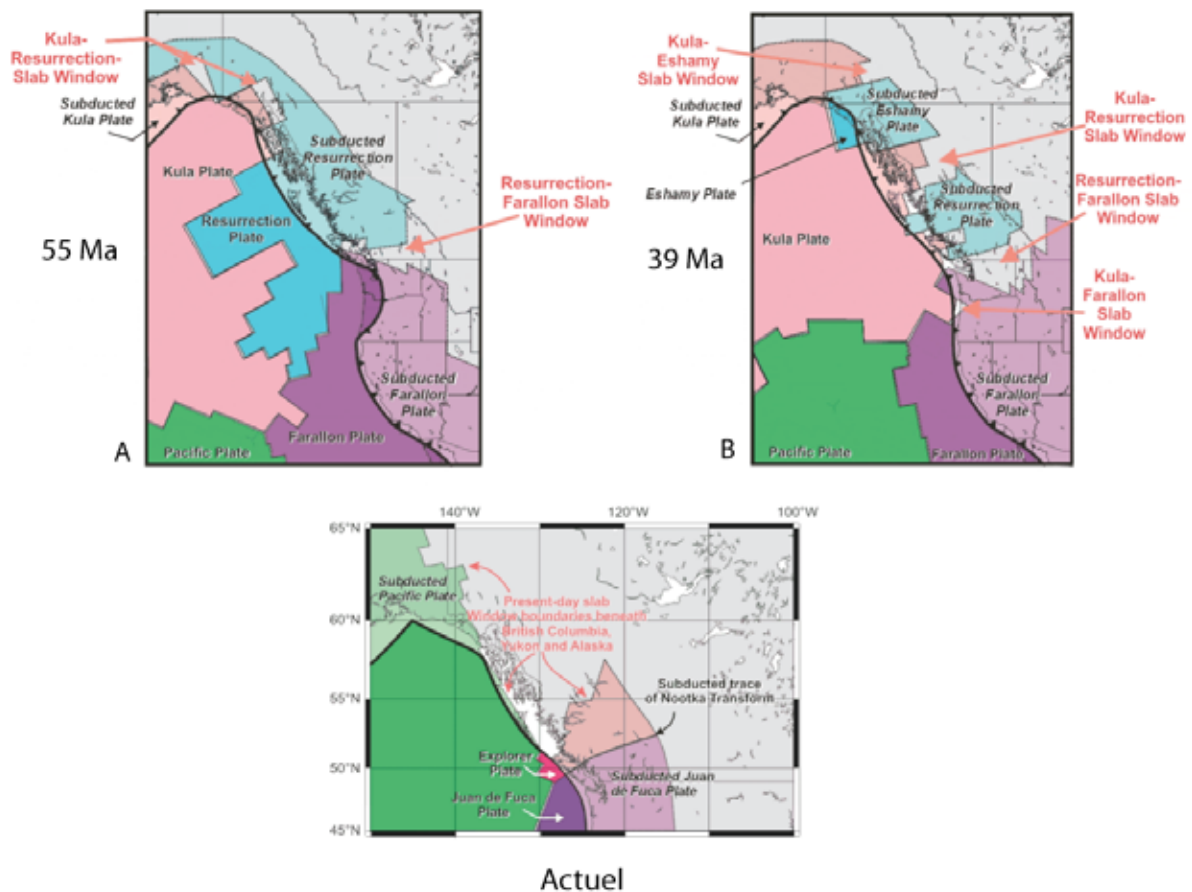 Kula-
Resurrection-
Slab Window
Subducted
Kula Plate
Kula Plate
Resurrection
Plate
Subducted
Resurrection
Plate
Resurrection-
Farallon Slab
Window
55 Ma
Subducted
Farallon
Plate
Farallon Plate
Pacific Plate
A
Kula-
Eshamy
Slab Window
Subducted
Kula Plate
Subducted
Eshamy
Plate
Kula-
Resurrection
Slab Window
Eshamy Plate
Subducted
Resurrection
Plate
Resurrection-
Farallon Slab
Window
Kula Plate
39 Ma
Kula-
Farallon
Slab
Window
Subducted
Farallon
Plate
Pacific Plate
Farallon Plate
B
140°W
120°W
100°W
65°N
60°N
55°N
50°N
45°N
Subducted
Pacific Plate
Present-day slab
Window boundaries beneath
British Columbia,
Yukon and Alaska
Subducted trace
of Nootka Transform
Explorer
Plate
Juan de Fuca
Plate
Subducted Juan
de Fuca Plate
Actuel